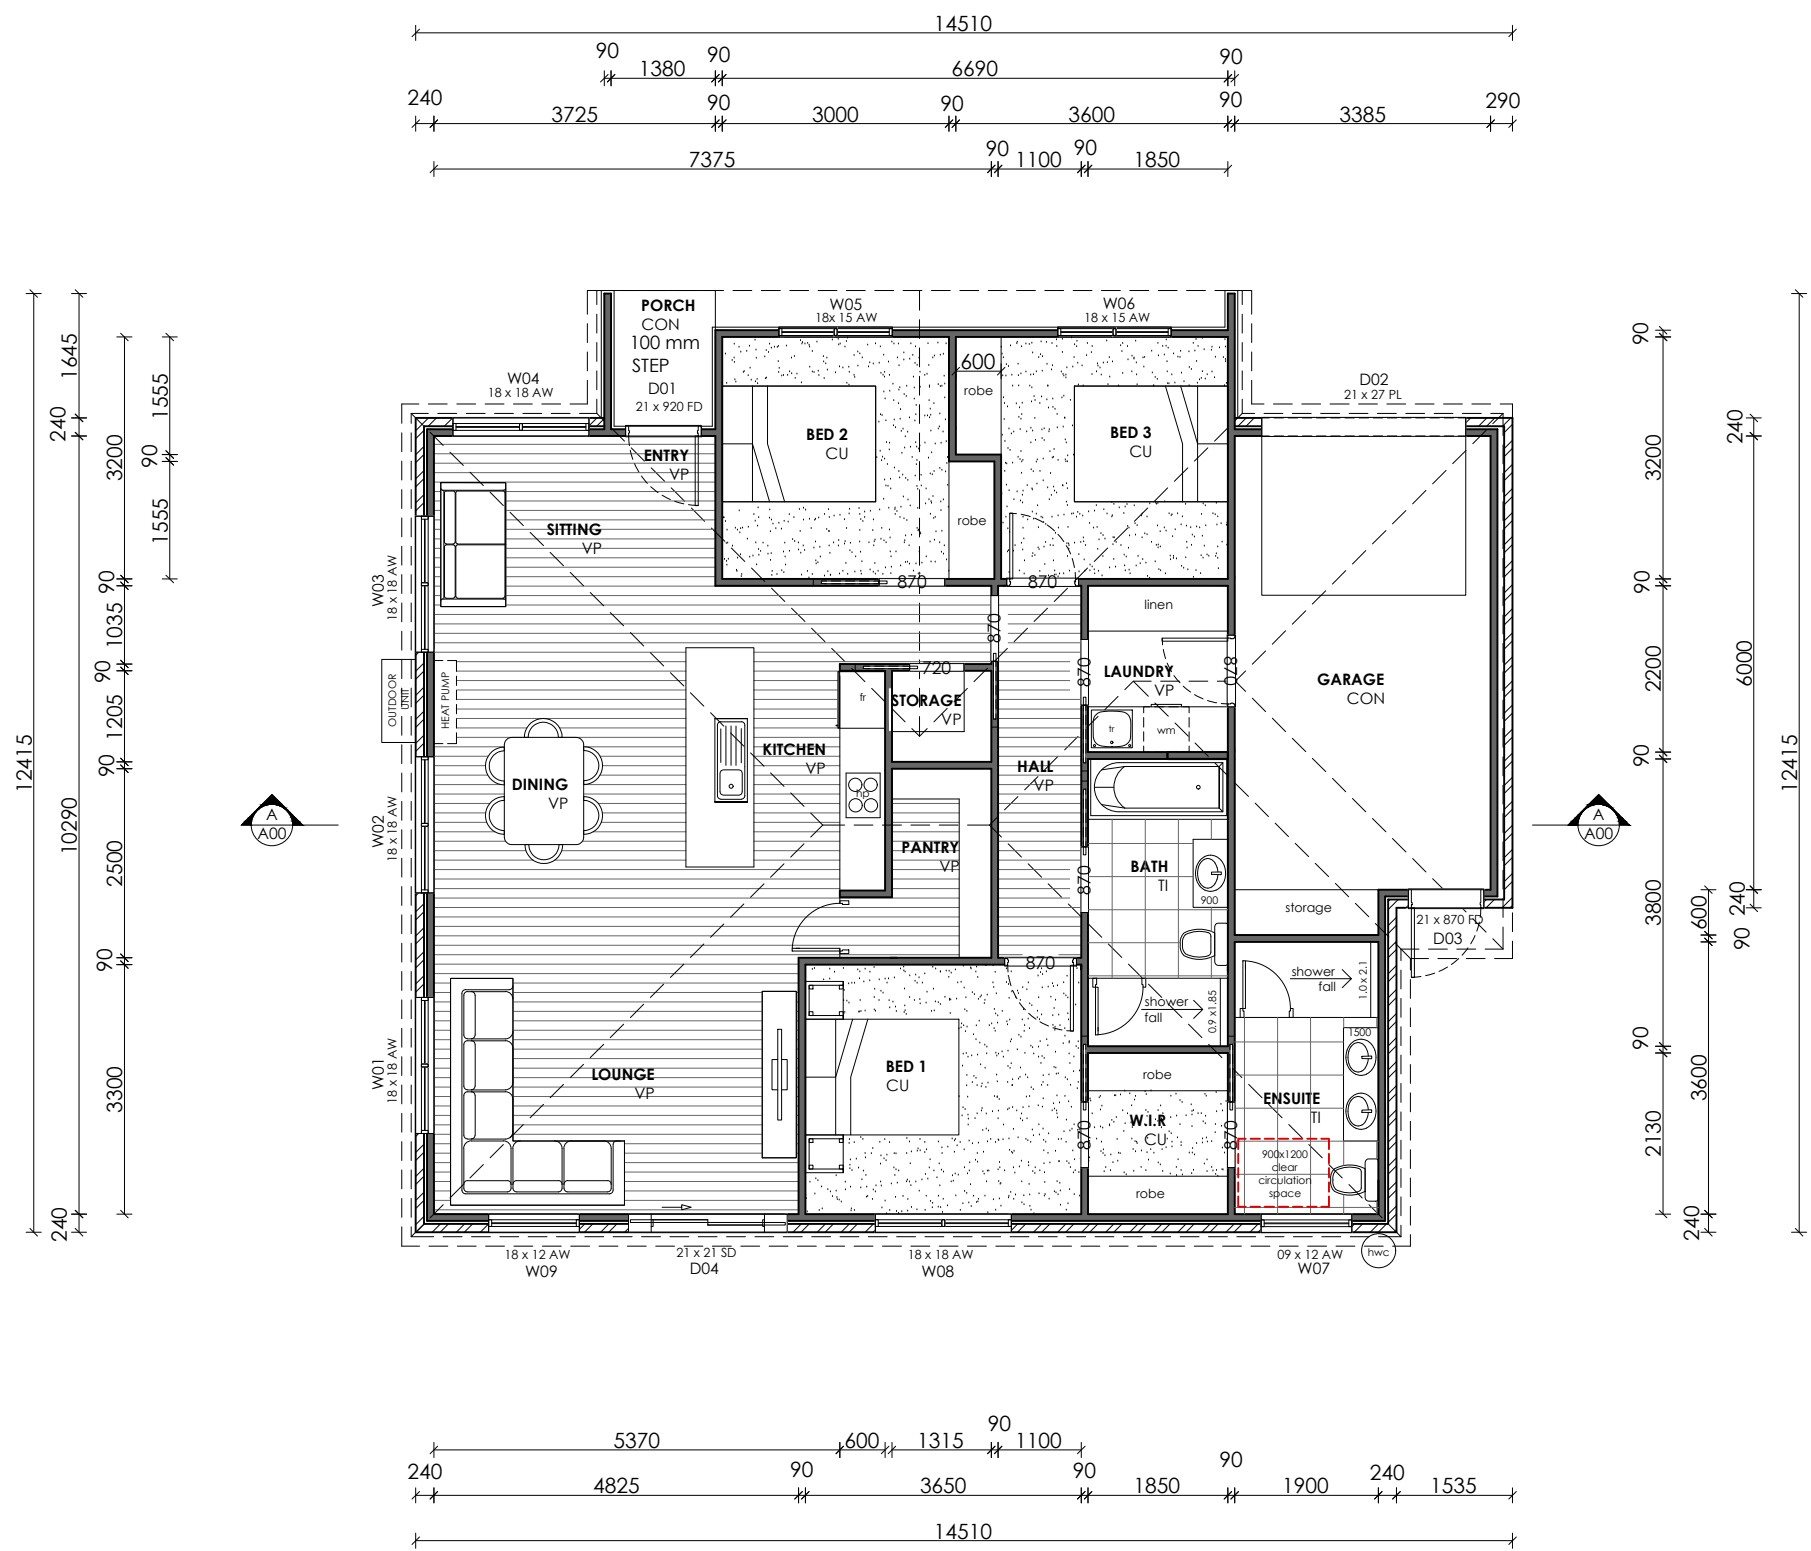 14510
90
1380
90
6690
90
240
3725
90
3000
90
3600
90
3385
290
7375
90
1100
90
1850
PORCH
CON
100 mm
STEP
D01
21 x 920 FD
W05
18x 15 AW
W06
18 x 15 AW
W04
18 x 18 AW
D02
21 x 27 PL
12415
1645
240
10290
240
3200
90
1035
90
1205
90
2500
90
3300
1555
90
1555
ENTRY
VP
SITTING
VP
BED 2
CU
600
robe
robe
BED 3
CU
870
870
870
W03
18 x 18 AW
OUTDOOR
UNIT
HEAT PUMP
W02
18 x 18 AW
W01
18 x 18 AW
A
A00
linen
LAUNDRY
VP
870
870
tr
wm
GARAGE
CON
720
fr
STORAGE
VP
KITCHEN
VP
hp
DINING
VP
HALL
VP
PANTRY
VP
BATH
TI
870
900
storage
21 x 870 FD
D03
870
shower
fall
0.9 x1.85
shower
fall
1.0 x 2.1
1500
LOUNGE
VP
BED 1
CU
robe
W.I.R
CU
870
870
robe
ENSUITE
TI
900x1200
clear
circulation
space
hwc
18 x 12 AW
W09
21 x 21 SD
D04
18 x 18 AW
W08
09 x 12 AW
W07
A
A00
90
3200
90
2200
90
3800
90
2130
600
3600
240
240
6000
240
90
12415
5370
600
1315
90
1100
240
4825
90
3650
90
1850
90
1900
240
1535
14510